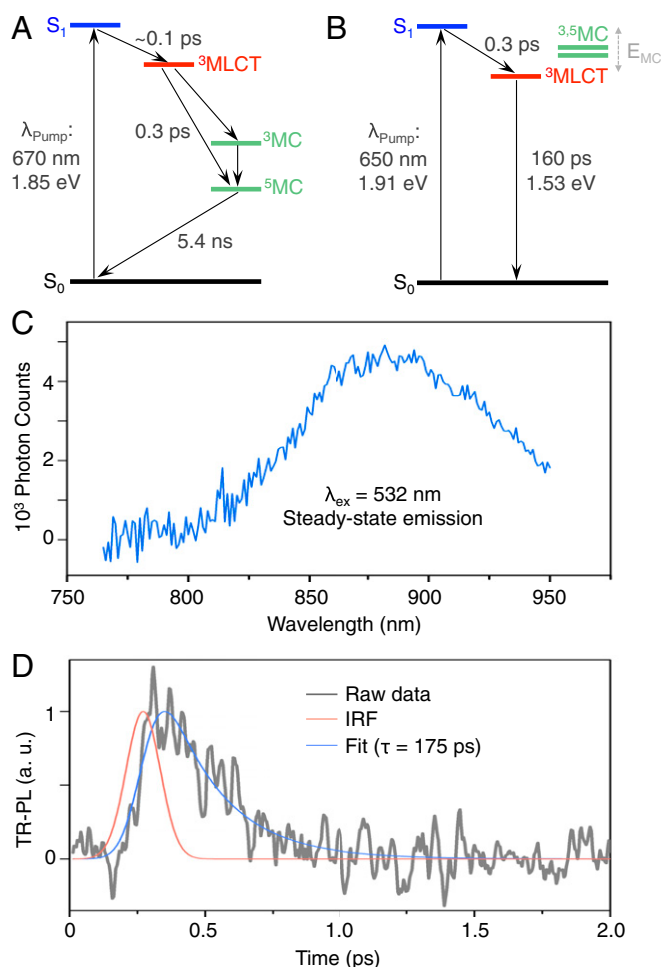 A
S₁
~0.1 ps
³MLCT
λPump:
670 nm
1.85 eV
0.3 ps
³MC
⁵MC
5.4 ns
S₀
B
S₁
0.3 ps
³,⁵MC
EMC
³MLCT
λPump:
650 nm
1.91 eV
160 ps
1.53 eV
S₀
C
10³ Photon Counts
4
2
0
λex = 532 nm
Steady-state emission
750
800
850
900
950
Wavelength (nm)
D
TR-PL (a. u.)
1
0
Raw data
IRF
Fit (τ = 175 ps)
0
0.5
1.0
1.5
2.0
Time (ps)